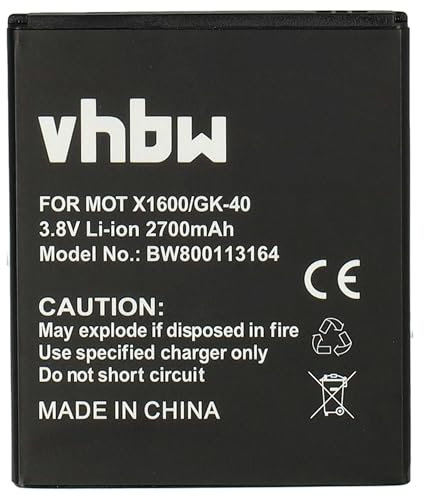 vhbw
FOR MOT X1600/GK-40
3.8V Li-ion 2700mAh
Model No.: BW800113164
CE
CAUTION:
May explode if disposed in fire
Use specified charger only
Do not short circuit
MADE IN CHINA